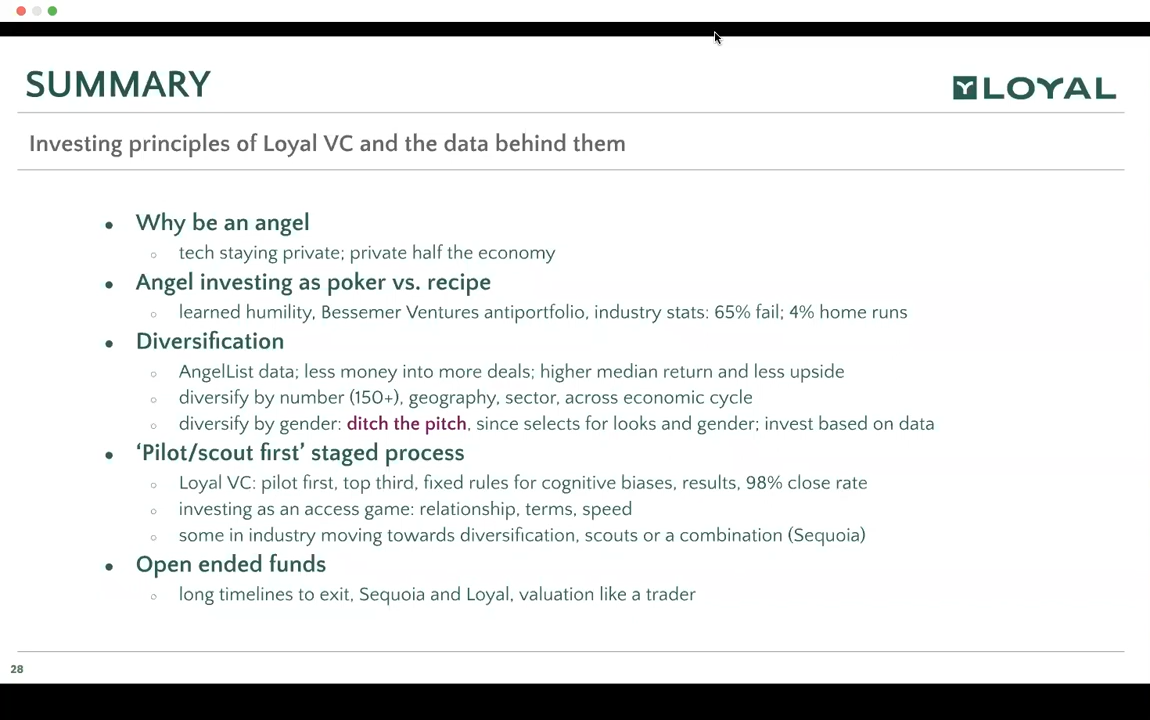 SUMMARY
LOYAL
Investing principles of Loyal VC and the data behind them
● Why be an angel
○ tech staying private; private half the economy
● Angel investing as poker vs. recipe
○ learned humility, Bessemer Ventures antiportfolio, industry stats: 65% fail; 4% home runs
● Diversification
○ AngelList data; less money into more deals; higher median return and less upside
○ diversify by number (150+), geography, sector, across economic cycle
○ diversify by gender: ditch the pitch, since selects for looks and gender; invest based on data
● ‘Pilot/scout first’ staged process
○ Loyal VC: pilot first, top third, fixed rules for cognitive biases, results, 98% close rate
○ investing as an access game: relationship, terms, speed
○ some in industry moving towards diversification, scouts or a combination (Sequoia)
● Open ended funds
○ long timelines to exit, Sequoia and Loyal, valuation like a trader
28